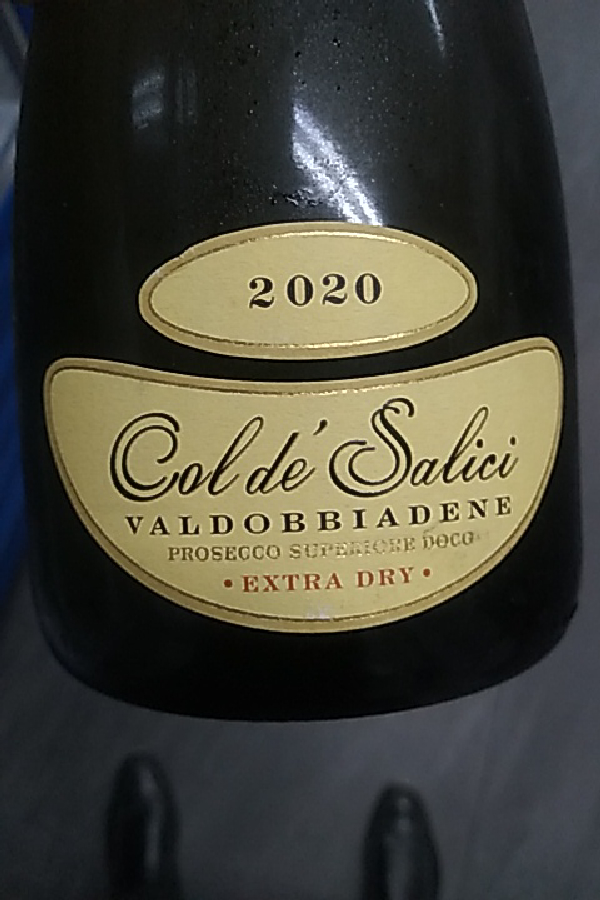 2020
Col de' Salici
VALDOBBIADENE
PROSECCO SUPERIORE DOCG
• EXTRA DRY •